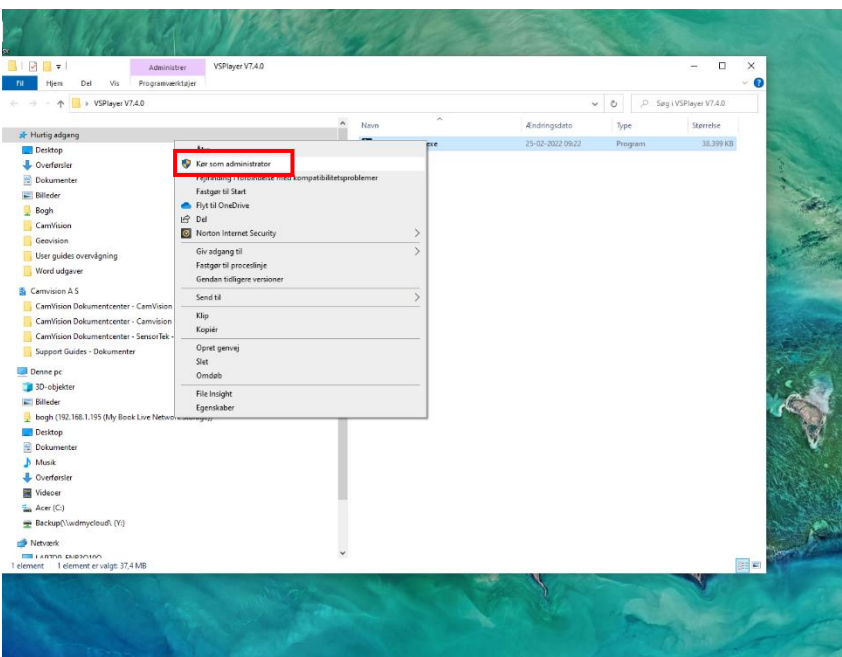 Administrer
VSPlayer V7.4.0
Fil Hjem Del Vis Programværktøjer
VSPlayer V7.4.0
Søg i VSPlayer V7.4.0
Navn Ændringsdato Type Størrelse
exe 25-02-2022 09:22 Program 38.399 KB
Hurtig adgang
Desktop
Overførsler
Dokumenter
Billeder
Bogh
CamVision
Geovision
User guides overvågning
Word udgaver
Camvision A S
CamVision Dokumentcenter - CamVision
CamVision Dokumentcenter - Camvision
CamVision Dokumentcenter - SensorTek -
Support Guides - Dokumenter
Denne pc
3D-objekter
Billeder
bogh (192.168.1.195 (My Book Live Network Storage))
Desktop
Dokumenter
Musik
Overførsler
Videoer
Acer (C:)
Backup(\\wdmycloud\ (Y:)
Netværk
Kør som administrator
Fejlfinding i forbindelse med kompatibilitetsproblemer
Fastgør til Start
Flyt til OneDrive
Del
Norton Internet Security
Giv adgang til
Fastgør til proceslinje
Gendan tidligere versioner
Send til
Klip
Kopiér
Opret genvej
Slet
Omdøb
File Insight
Egenskaber
1 element 1 element er valgt: 37,4 MB